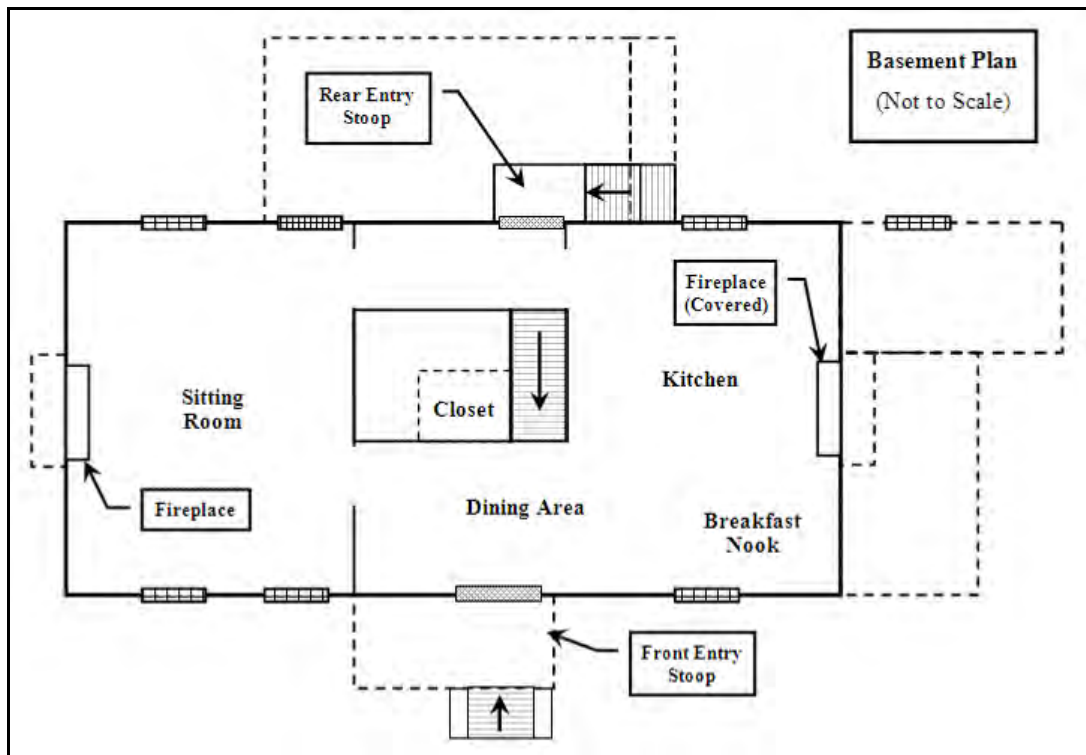 Basement Plan
(Not to Scale)
Rear Entry
Stoop
Fireplace
(Covered)
Kitchen
Sitting
Room
Closet
Fireplace
Dining Area
Breakfast
Nook
Front Entry
Stoop